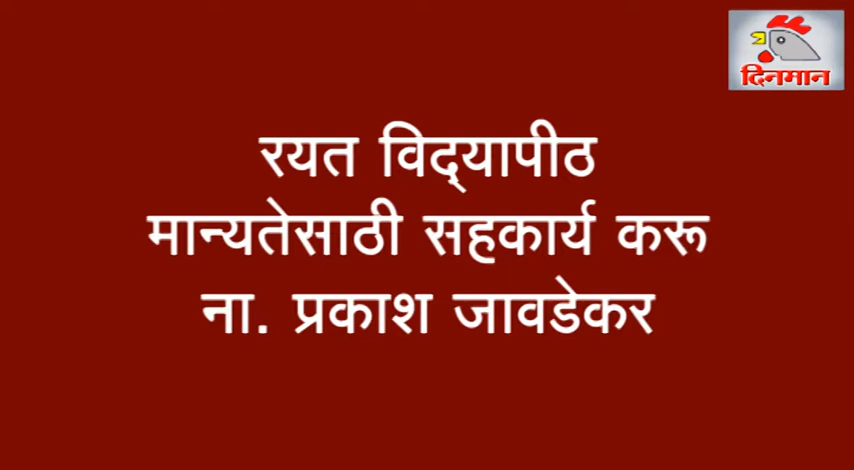 दिनमान
रयत विद्‌यापीठ
मान्यतेसाठी सहकार्य करू
ना. प्रकाश जावडेकर